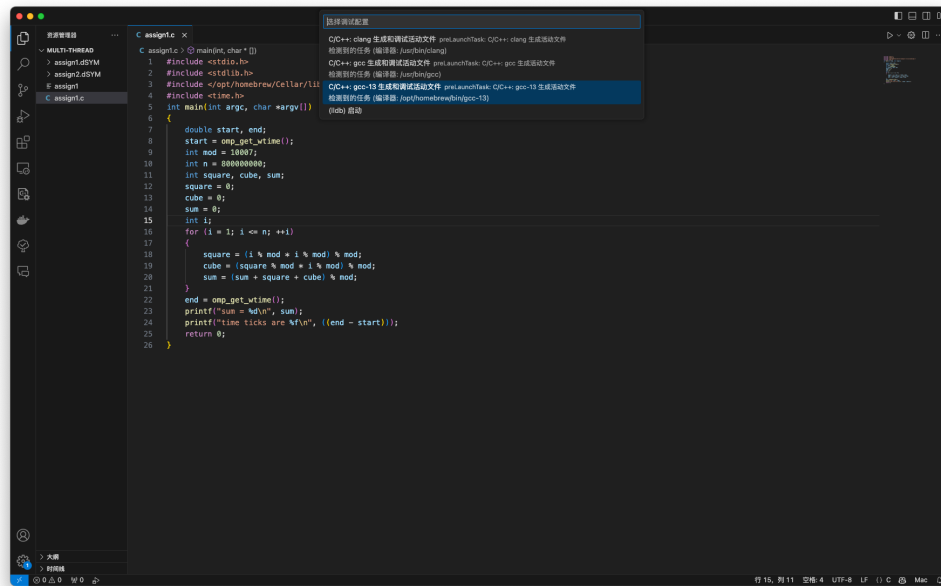 选择调试配置
C/C++: clang 生成和调试活动文件 preLaunchTask: C/C++: clang 生成活动文件
检测到的任务 (编译器: /usr/bin/clang)
C/C++: gcc 生成和调试活动文件 preLaunchTask: C/C++: gcc 生成活动文件
检测到的任务 (编译器: /usr/bin/gcc)
C/C++: gcc-13 生成和调试活动文件 preLaunchTask: C/C++: gcc-13 生成活动文件
检测到的任务 (编译器: /opt/homebrew/bin/gcc-13)
(lldb) 启动
资源管理器
MULTI-THREAD
assign1.dSYM
assign2.dSYM
assign1
C assign1.c
C assign1.c
C assign1.c > main(int, char * [])
1 #include <stdio.h>
2 #include <stdlib.h>
3 #include </opt/homebrew/Cellar/lib
4 #include <time.h>
5 int main(int argc, char *argv[])
6 {
7 double start, end;
8 start = omp_get_wtime();
9 int mod = 10007;
10 int n = 800000000;
11 int square, cube, sum;
12 square = 0;
13 cube = 0;
14 sum = 0;
15 int i;
16 for (i = 1; i <= n; ++i)
17 {
18 square = (i % mod * i % mod) % mod;
19 cube = (square % mod * i % mod) % mod;
20 sum = (sum + square + cube) % mod;
21 }
22 end = omp_get_wtime();
23 printf("sum = %d\n", sum);
24 printf("time ticks are %f\n", ((end - start)));
25 return 0;
26 }
大纲
时间线
0 0 0
行 15, 列 11 空格: 4 UTF-8 LF {} C Mac